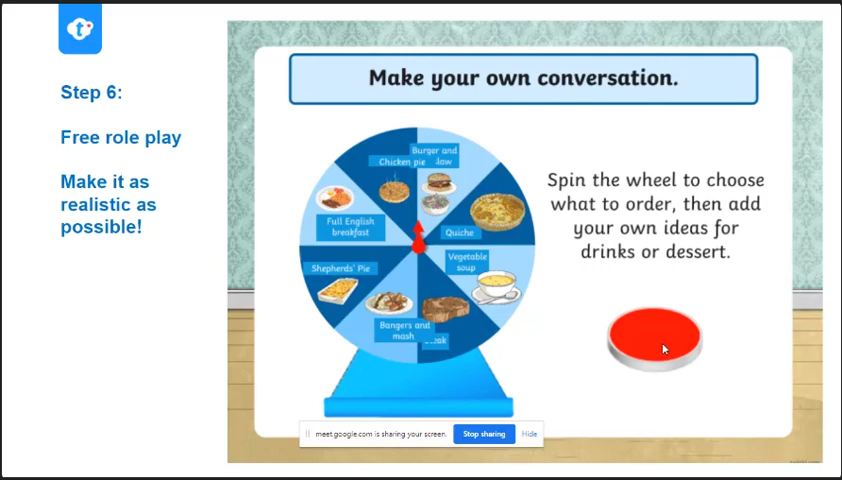 Step 6:
Free role play
Make it as
realistic as
possible!
Make your own conversation.
Burger and
Chicken pie
Full English
breakfast
Quiche
Vegetable
soup
Shepherds' Pie
Bangers and
mash
Spin the wheel to choose
what to order, then add
your own ideas for
drinks or dessert.
meet.google.com is sharing your screen.
Stop sharing
Hide